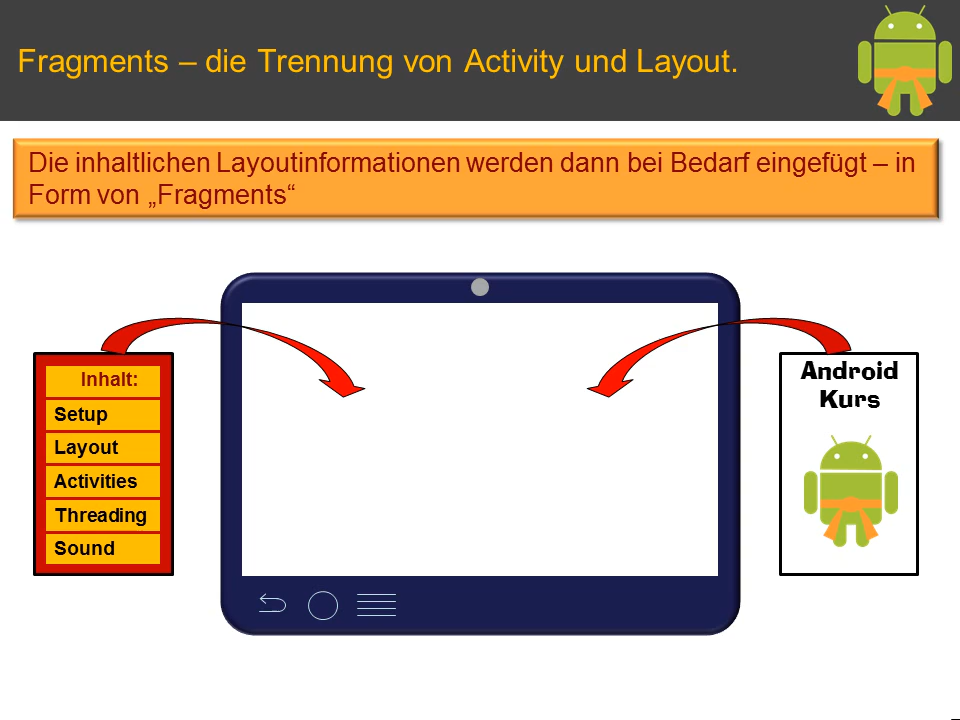 Fragments – die Trennung von Activity und Layout.
Die inhaltlichen Layoutinformationen werden dann bei Bedarf eingefügt – in
Form von „Fragments“
Inhalt:
Setup
Layout
Activities
Threading
Sound
Android
Kurs